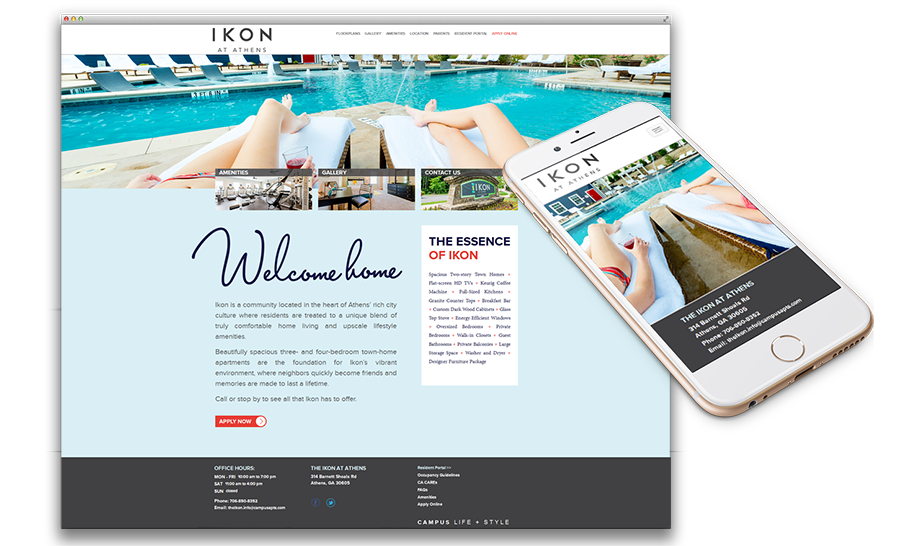 IKON
AT ATHENS
FLOORPLANS GALLERY AMENITIES LOCATION PARENTS RESIDENT PORTAL APPLY ONLINE
AMENITIES
GALLERY
CONTACT US
IKON
Welcome home
Ikon is a community located in the heart of Athens' rich city
culture where residents are treated to a unique blend of
truly comfortable home living and upscale lifestyle
amenities.
Beautifully spacious three- and four-bedroom town-home
apartments are the foundation for Ikon's vibrant
environment, where neighbors quickly become friends and
memories are made to last a lifetime.
Call or stop by to see all that Ikon has to offer.
APPLY NOW
THE ESSENCE
OF IKON
Spacious Two-story Town Homes +
Flat-screen HD TVs + Keurig Coffee
Machine + Full-Sized Kitchens +
Granite Counter Tops + Breakfast Bar
+ Custom Dark Wood Cabinets + Glass
Top Stove + Energy Efficient Windows
+ Oversized Bedrooms + Private
Bedrooms + Walk-in Closets + Guest
Bathrooms + Private Balconies + Large
Storage Space + Washer and Dryer +
Designer Furniture Package
OFFICE HOURS:
MON - FRI 10:00 am to 7:00 pm
SAT 11:00 am to 4:00 pm
SUN closed
Phone: 706-850-8393
Email: theikon.info@campusapts.com
THE IKON AT ATHENS
314 Barnett Shoals Rd
Athens, GA 30605
Resident Portal >>
Occupancy Guidelines
CA CAREs
FAQs
Amenities
Apply Online
CAMPUS LIFE + STYLE
IKON
AT ATHENS
THE IKON AT ATHENS
314 Barnett Shoals Rd
Athens, GA 30605
Phone: 706-850-8393
Email: theikon.info@campusapts.com